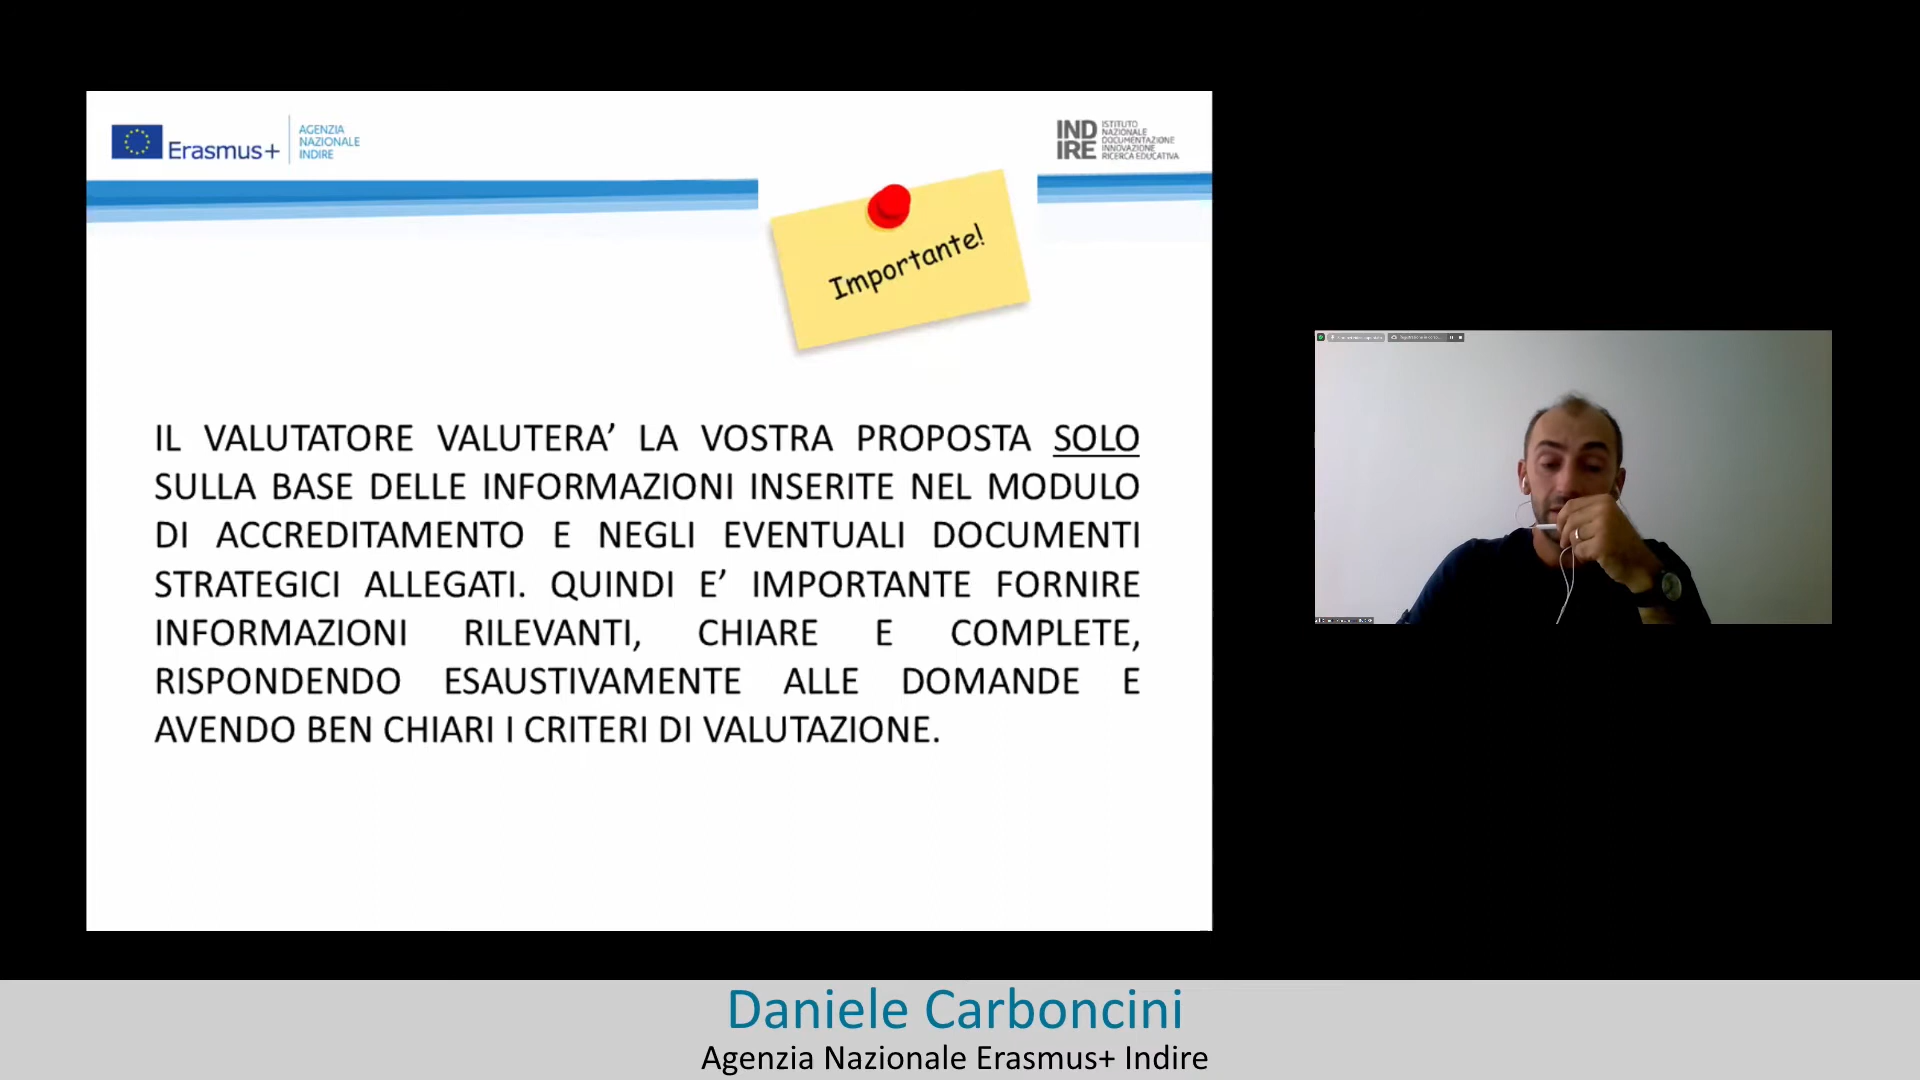 Erasmus+
AGENZIA
NAZIONALE
INDIRE
IND
IRE
ISTITUTO
NAZIONALE
DOCUMENTAZIONE
INNOVAZIONE
RICERCA EDUCATIVA
Importante!
IL VALUTATORE VALUTERA’ LA VOSTRA PROPOSTA SOLO
SULLA BASE DELLE INFORMAZIONI INSERITE NEL MODULO
DI ACCREDITAMENTO E NEGLI EVENTUALI DOCUMENTI
STRATEGICI ALLEGATI. QUINDI E’ IMPORTANTE FORNIRE
INFORMAZIONI RILEVANTI, CHIARE E COMPLETE,
RISPONDENDO ESAUSTIVAMENTE ALLE DOMANDE E
AVENDO BEN CHIARI I CRITERI DI VALUTAZIONE.
Daniele Carboncini
Agenzia Nazionale Erasmus+ Indire